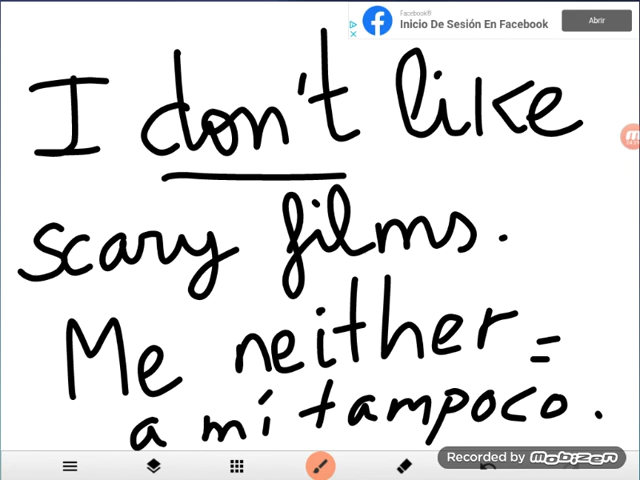 Facebook®
Inicio De Sesión En Facebook
Abrir
I don't like
scary films.
Me neither =
a mí tampoco.
Recorded by Mobizen